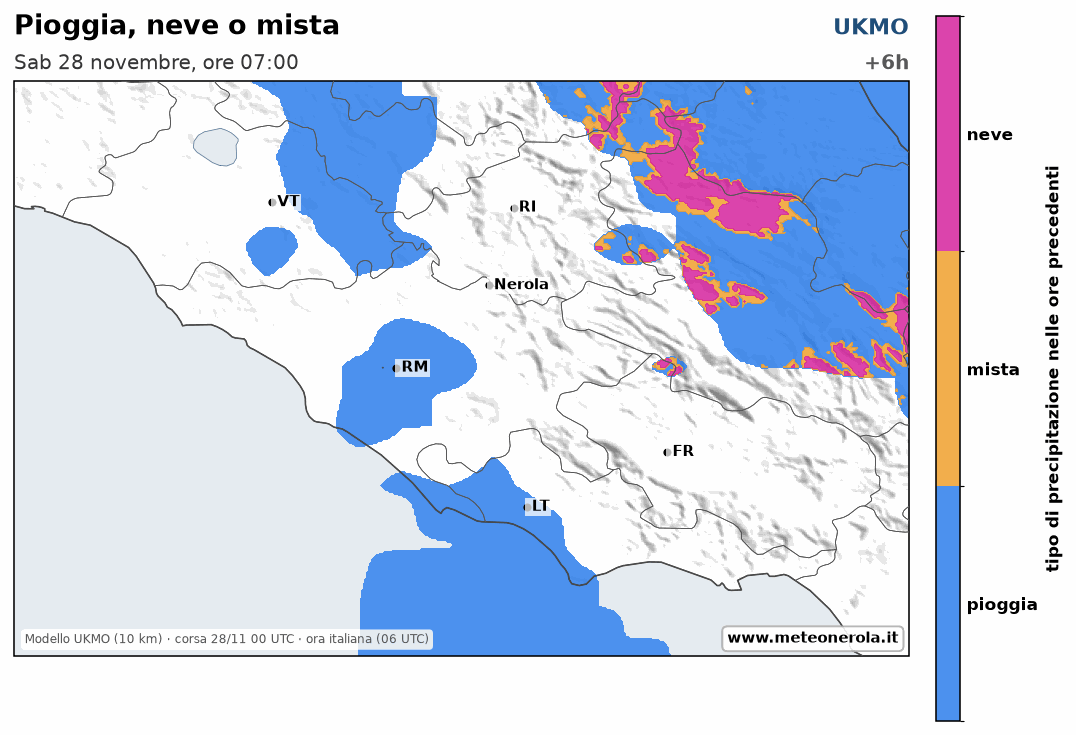 Pioggia, neve o mista
UKMO
Sab 28 novembre, ore 07:00
+6h
neve
VT
RI
Nerola
mista
RM
FR
LT
pioggia
tipo di precipitazione nelle ore precedenti
Modello UKMO (10 km) · corsa 28/11 00 UTC · ora italiana (06 UTC)
www.meteonerola.it